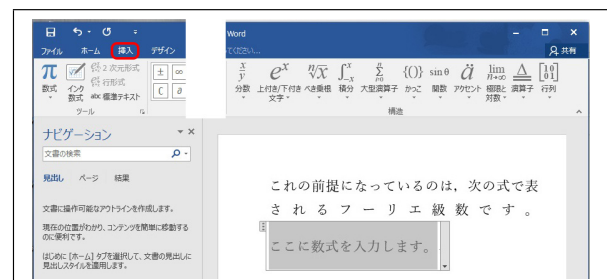 Word
ファイル ホーム 挿入 デザイン てください... 共有
π 数式 インク数式 2 次元形式 行形式 abc 標準テキスト
± ∞ [ ∂
x/y 分数 eˣ 上付き/下付き文字 ⁿ√x べき乗根 ∫ 積分 Σ 大型演算子 {()} かっこ sinθ 関数 ä アクセント lim n→∞ 極限と対数 △ 演算子 [1 0 0 1] 行列
ツール 構造
ナビゲーション
文書の検索
見出し ページ 結果
文書に操作可能なアウトラインを作成します。
現在の位置がわかり、コンテンツを簡単に移動する
のに便利です。
はじめに [ホーム] タブを選択して、文書の見出しに
見出しスタイルを適用します。
これの前提になっているのは，次の式で表
されるフーリエ級数です。
ここに数式を入力します。